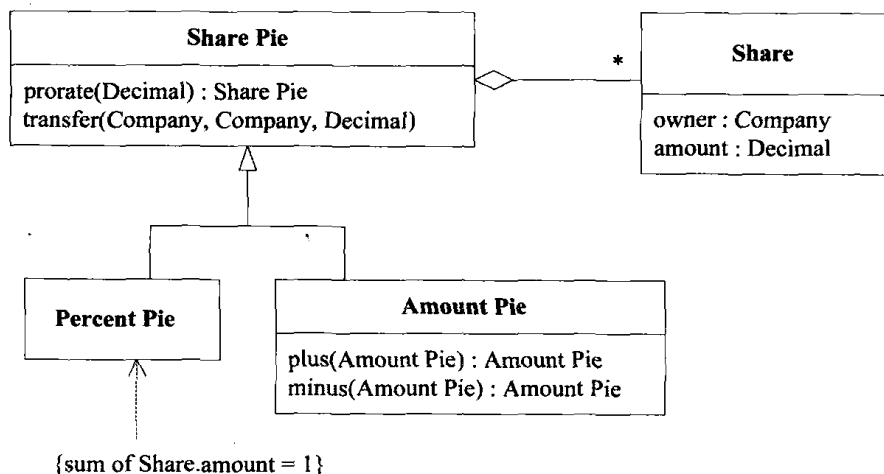 Share Pie
prorate(Decimal) : Share Pie
transfer(Company, Company, Decimal)
*
Share
owner : Company
amount : Decimal
Percent Pie
Amount Pie
plus(Amount Pie) : Amount Pie
minus(Amount Pie) : Amount Pie
{sum of Share.amount = 1}